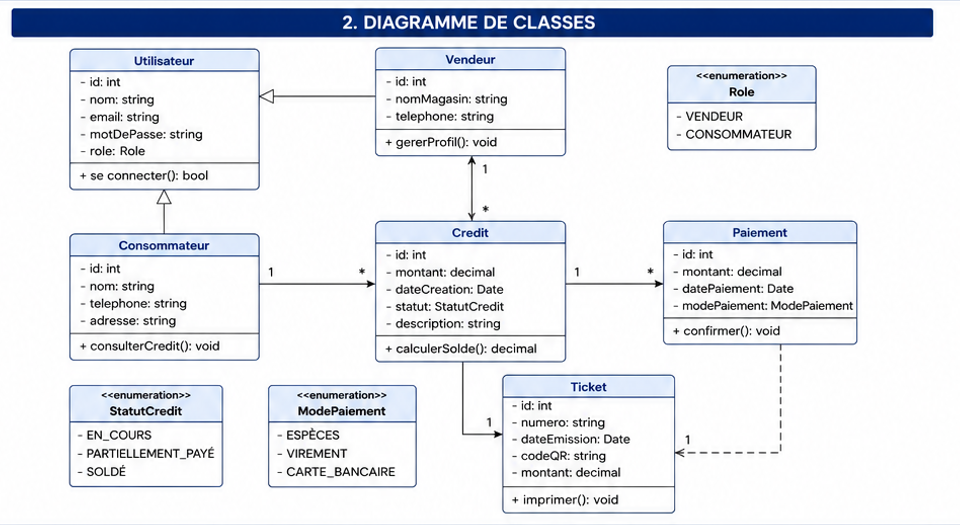 2. DIAGRAMME DE CLASSES
Utilisateur
- id: int
- nom: string
- email: string
- motDePasse: string
- role: Role
+ se connecter(): bool
Vendeur
- id: int
- nomMagasin: string
- telephone: string
+ gererProfil(): void
<<enumeration>>
Role
- VENDEUR
- CONSOMMATEUR
1
*
Consommateur
- id: int
- nom: string
- telephone: string
- adresse: string
+ consulterCredit(): void
1
*
Credit
- id: int
- montant: decimal
- dateCreation: Date
- statut: StatutCredit
- description: string
+ calculerSolde(): decimal
1
*
Paiement
- id: int
- montant: decimal
- datePaiement: Date
- modePaiement: ModePaiement
+ confirmer(): void
<<enumeration>>
StatutCredit
- EN_COURS
- PARTIELLEMENT_PAYÉ
- SOLDÉ
<<enumeration>>
ModePaiement
- ESPÈCES
- VIREMENT
- CARTE_BANCAIRE
1
Ticket
- id: int
- numero: string
- dateEmission: Date
- codeQR: string
- montant: decimal
+ imprimer(): void
1